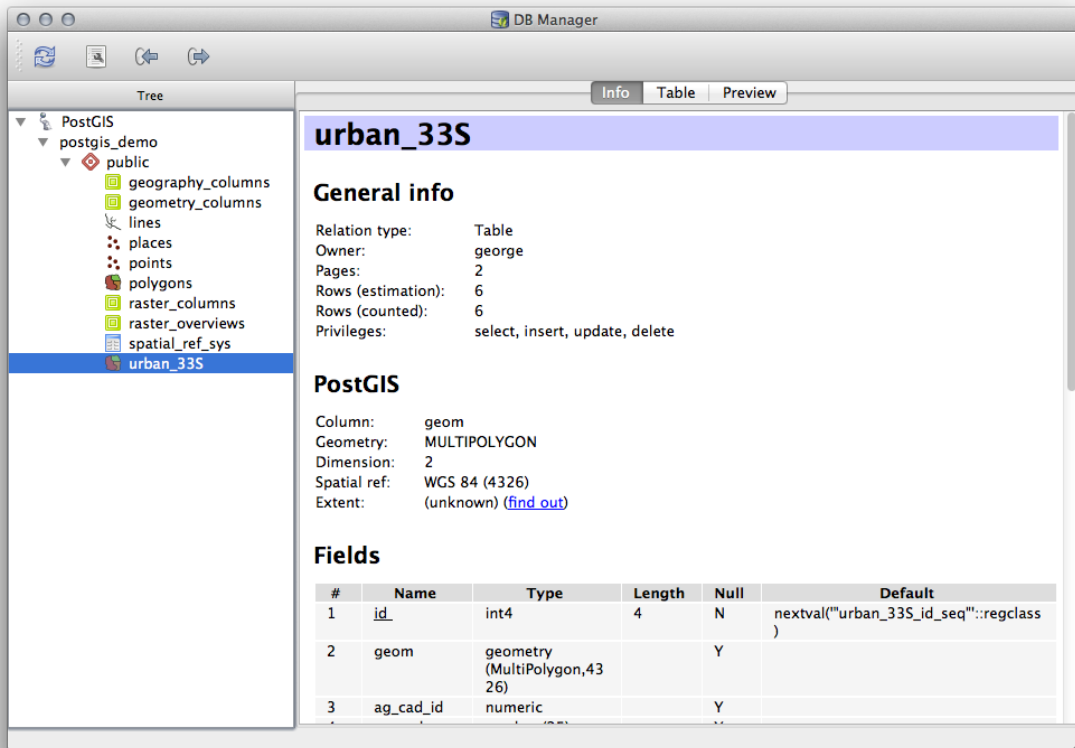 DB Manager
Tree
Info Table Preview
PostGIS
postgis_demo
public
geography_columns
geometry_columns
lines
places
points
polygons
raster_columns
raster_overviews
spatial_ref_sys
urban_33S
urban_33S
General info
Relation type: Table
Owner: george
Pages: 2
Rows (estimation): 6
Rows (counted): 6
Privileges: select, insert, update, delete
PostGIS
Column: geom
Geometry: MULTIPOLYGON
Dimension: 2
Spatial ref: WGS 84 (4326)
Extent: (unknown) (find out)
Fields
# Name Type Length Null Default
1 id int4 4 N nextval('"urban_33S_id_seq"'::regclass
)
2 geom geometry Y
(MultiPolygon,43
26)
3 ag_cad_id numeric Y